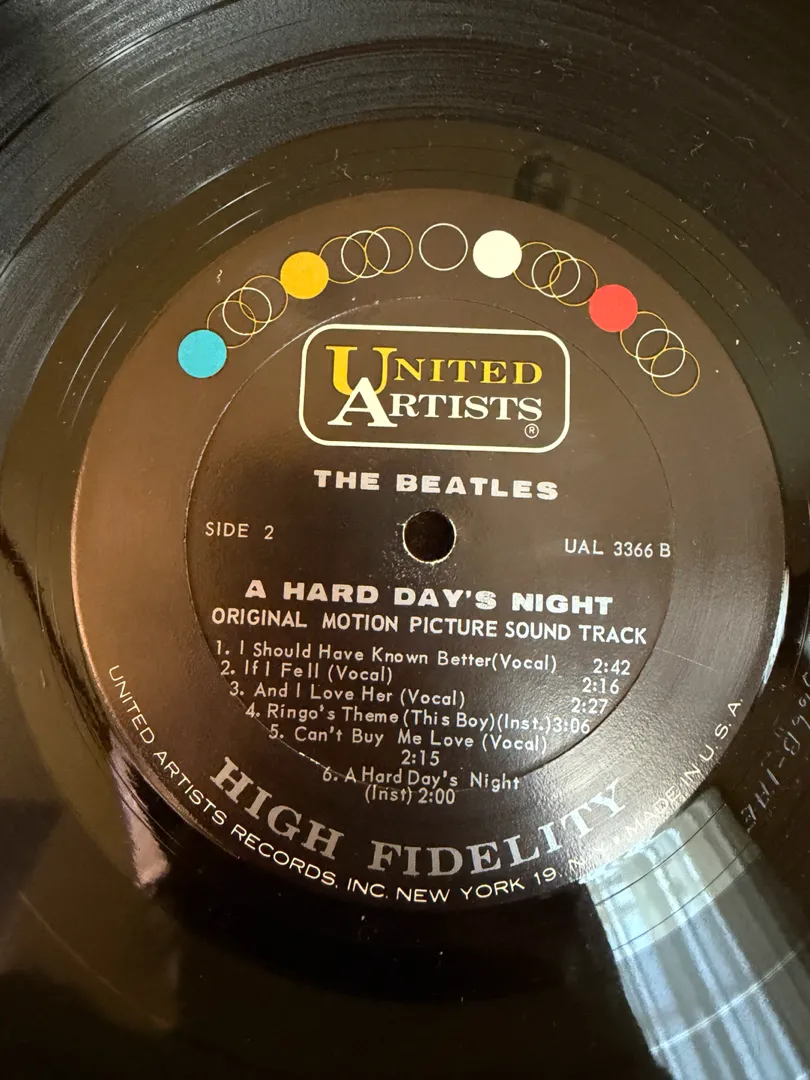 UNITED
ARTISTS
®
THE BEATLES
SIDE 2
UAL 3366 B
A HARD DAY'S NIGHT
ORIGINAL MOTION PICTURE SOUND TRACK
1. I Should Have Known Better(Vocal) 2:42
2. If I Fell (Vocal) 2:16
3. And I Love Her (Vocal) 2:27
4. Ringo's Theme (This Boy)(Inst.)3:06
5. Can't Buy Me Love (Vocal)
2:15
6. A Hard Day's Night
(Inst) 2:00
HIGH FIDELITY
UNITED ARTISTS RECORDS, INC. NEW YORK 19, N.Y. MADE IN U.S.A.